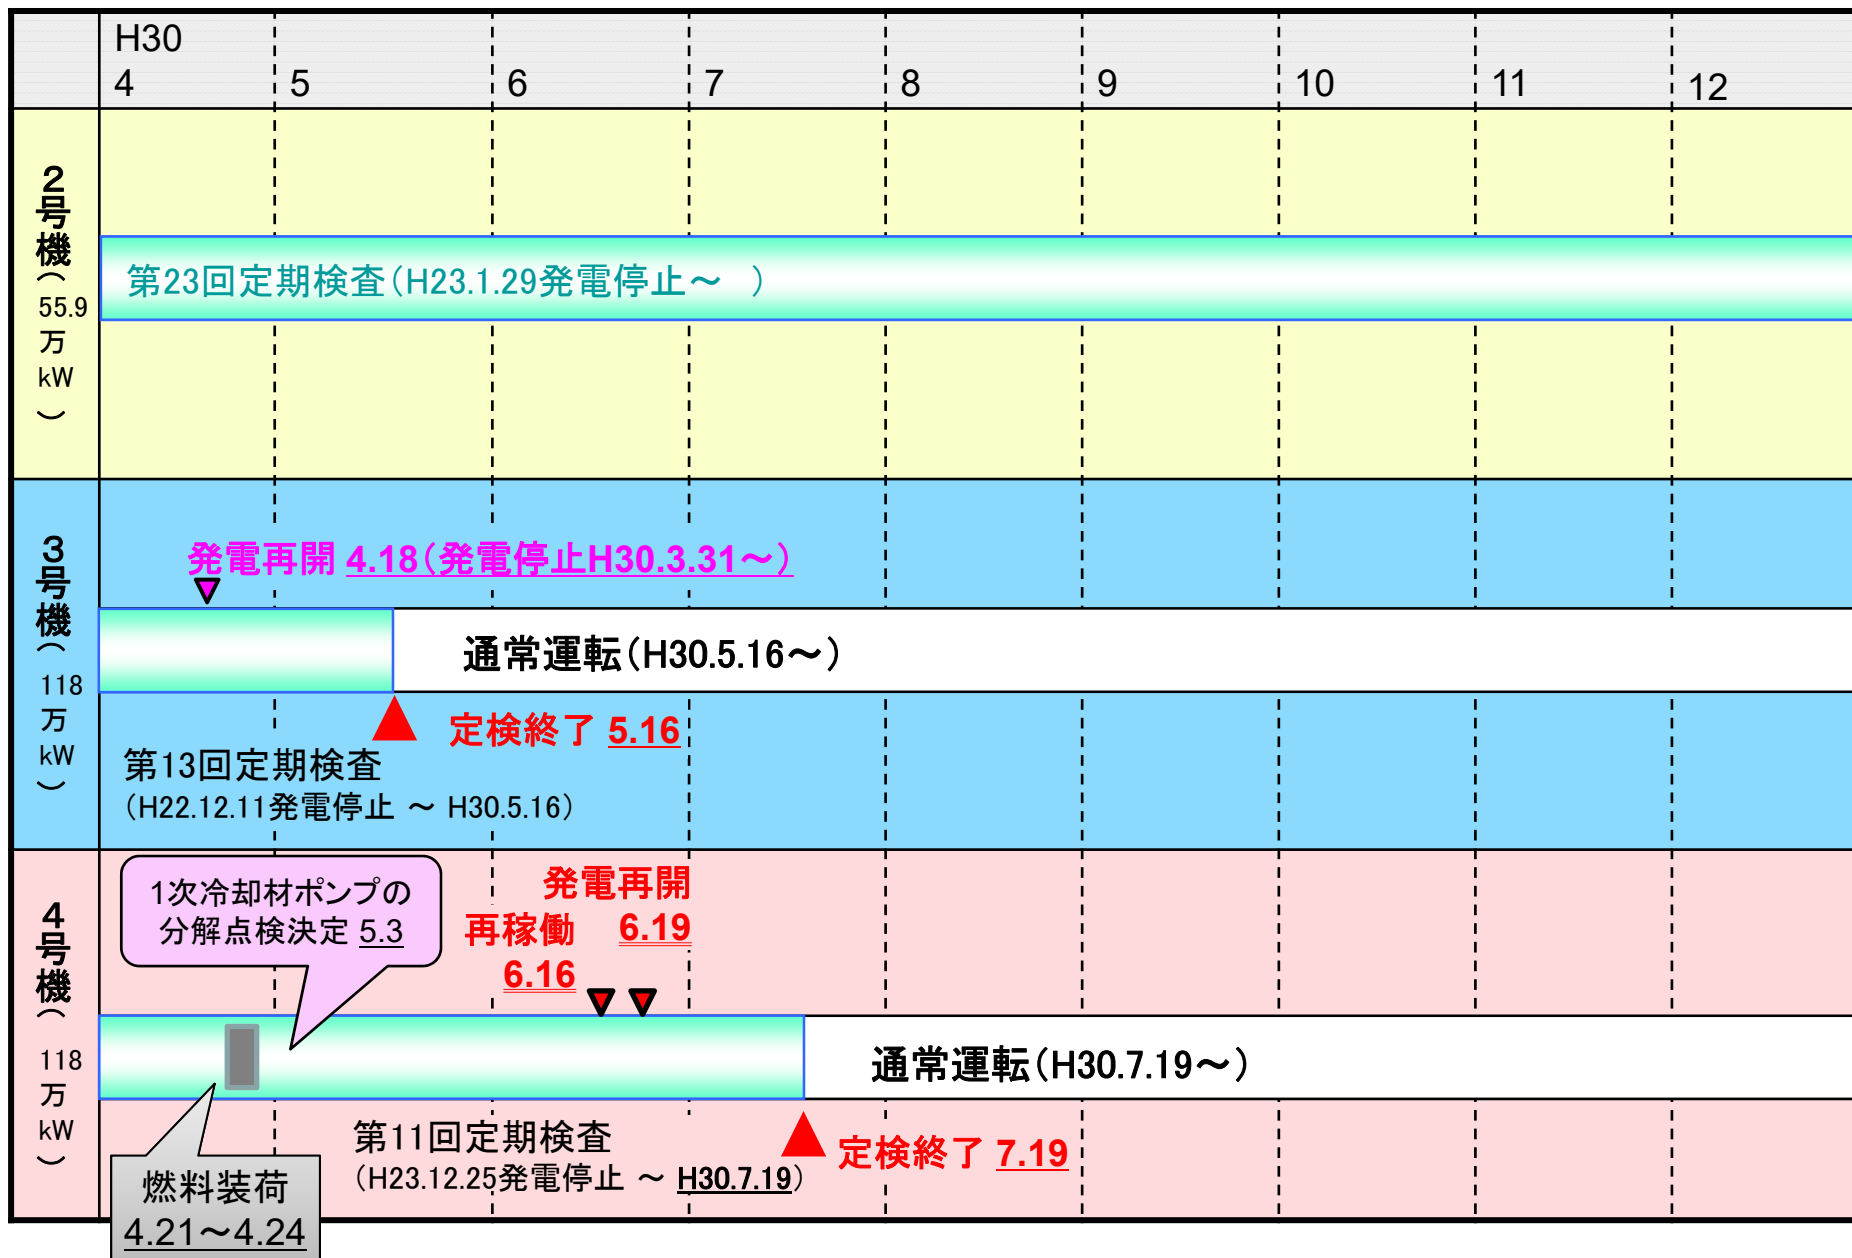 H30
4 5 6 7 8 9 10 11 12
2号機（55.9万kW）
第23回定期検査（H23.1.29発電停止～　）
3号機（118万kW）
発電再開 4.18（発電停止H30.3.31～）
通常運転（H30.5.16～）
定検終了 5.16
第13回定期検査
（H22.12.11発電停止 ～ H30.5.16）
4号機（118万kW）
1次冷却材ポンプの
分解点検決定 5.3
発電再開
6.19
再稼働
6.16
通常運転（H30.7.19～）
第11回定期検査
（H23.12.25発電停止 ～ H30.7.19）
定検終了 7.19
燃料装荷
4.21～4.24